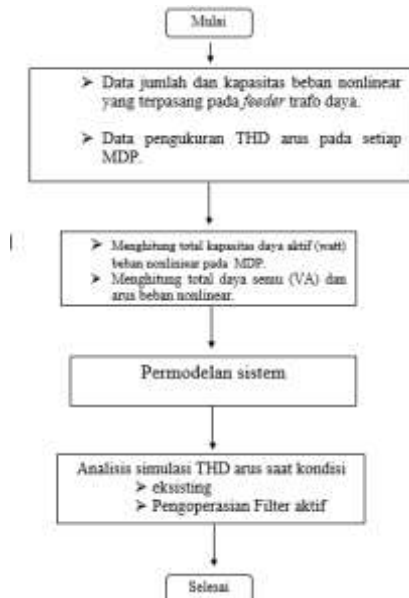 Mulai
➤ Data jumlah dan kapasitas beban nonlinear
yang terpasang pada feeder trafo daya.
➤ Data pengukuran THD arus pada setiap
MDP.
➤ Menghitung total kapasitas daya aktif (watt)
beban nonlinisear pada MDP.
➤ Menghitung total daya semu (VA) dan
arus beban nonlinear.
Permodelan sistem
Analisis simulasi THD arus saat kondisi
➤ eksisting
➤ Pengoperasian Filter aktif
Selesai